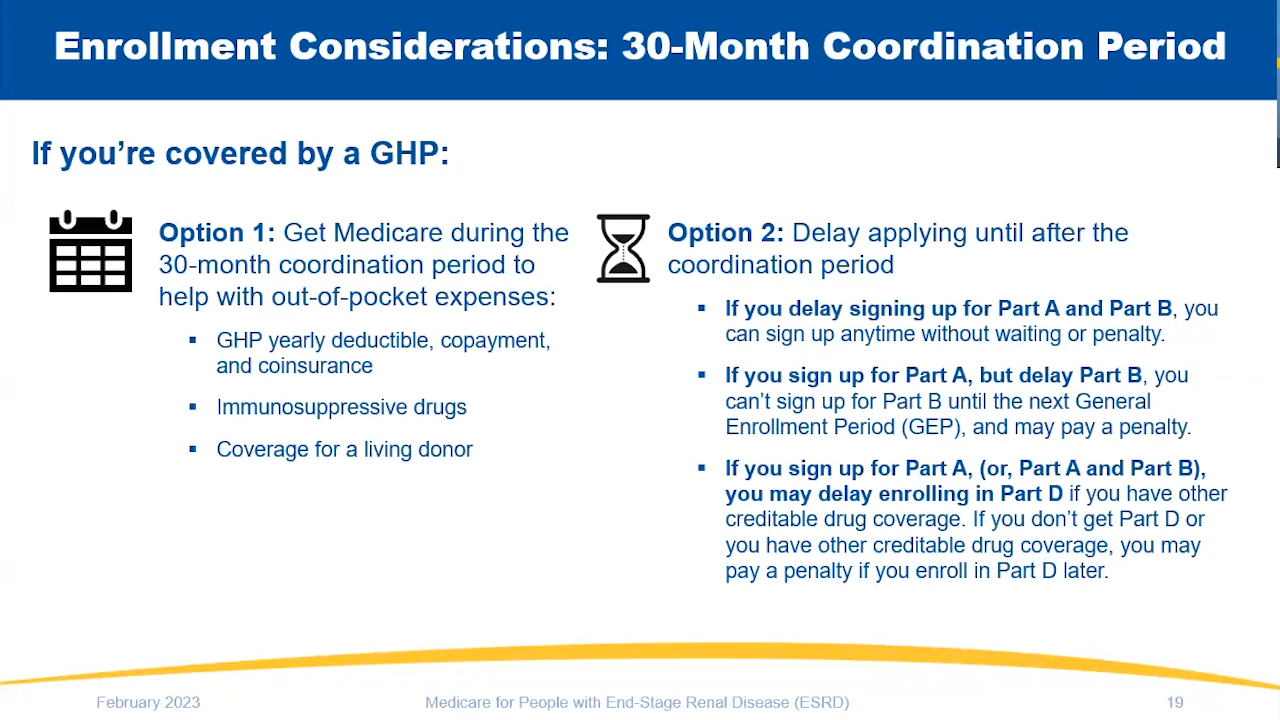 Enrollment Considerations: 30-Month Coordination Period
If you’re covered by a GHP:
Option 1: Get Medicare during the
30-month coordination period to
help with out-of-pocket expenses:
▪ GHP yearly deductible, copayment,
and coinsurance
▪ Immunosuppressive drugs
▪ Coverage for a living donor
Option 2: Delay applying until after the
coordination period
▪ If you delay signing up for Part A and Part B, you
can sign up anytime without waiting or penalty.
▪ If you sign up for Part A, but delay Part B, you
can’t sign up for Part B until the next General
Enrollment Period (GEP), and may pay a penalty.
▪ If you sign up for Part A, (or, Part A and Part B),
you may delay enrolling in Part D if you have other
creditable drug coverage. If you don’t get Part D or
you have other creditable drug coverage, you may
pay a penalty if you enroll in Part D later.
February 2023
Medicare for People with End-Stage Renal Disease (ESRD)
19